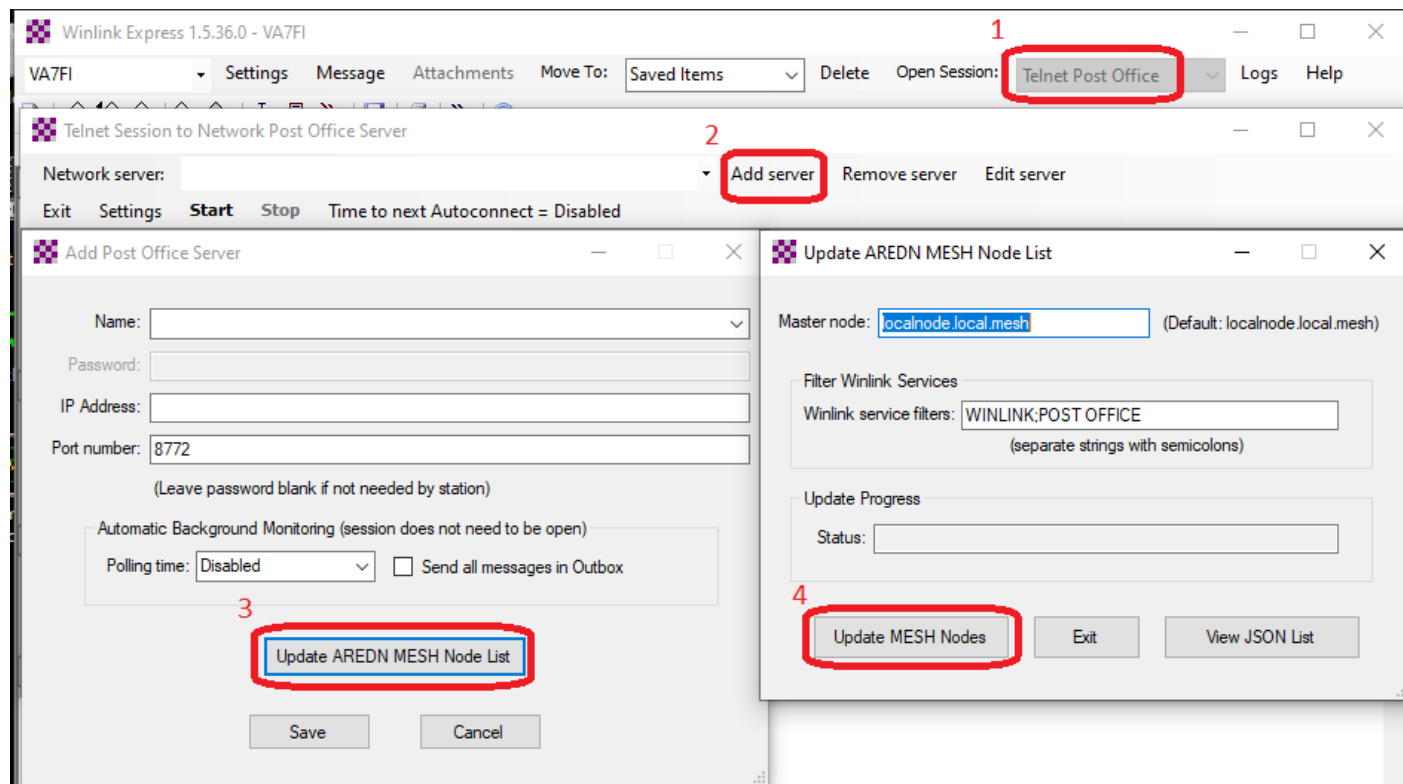 Winlink Express 1.5.36.0 - VA7FI
1
VA7FI Settings Message Attachments Move To: Saved Items Delete Open Session: Telnet Post Office Logs Help
Telnet Session to Network Post Office Server
2
Network server: Add server Remove server Edit server
Exit Settings Start Stop Time to next Autoconnect = Disabled
Add Post Office Server
Name:
Password:
IP Address:
Port number: 8772
(Leave password blank if not needed by station)
Automatic Background Monitoring (session does not need to be open)
Polling time: Disabled Send all messages in Outbox
3
Update AREDN MESH Node List
Save Cancel
Update AREDN MESH Node List
Master node: localnode.local.mesh (Default: localnode.local.mesh)
Filter Winlink Services
Winlink service filters: WINLINK;POST OFFICE
(separate strings with semicolons)
Update Progress
Status:
4
Update MESH Nodes Exit View JSON List